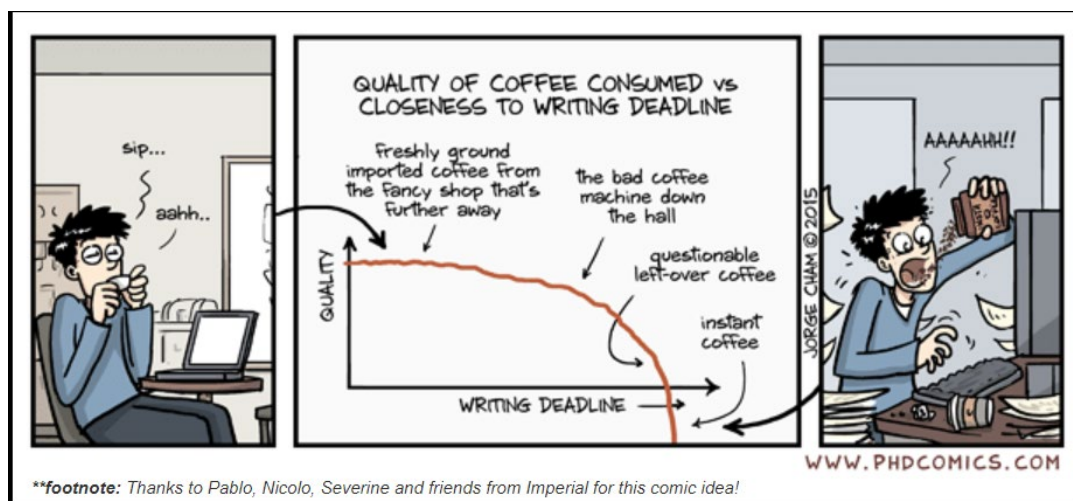 sip...
aahh..
QUALITY OF COFFEE CONSUMED vs
CLOSENESS TO WRITING DEADLINE
freshly ground
imported coffee from
the fancy shop that's
further away
the bad coffee
machine down
the hall
questionable
left-over coffee
instant
coffee
QUALITY
WRITING DEADLINE
JORGE CHAM © 2015
AAAAAHH!!
WWW.PHDCOMICS.COM
**footnote: Thanks to Pablo, Nicolo, Severine and friends from Imperial for this comic idea!